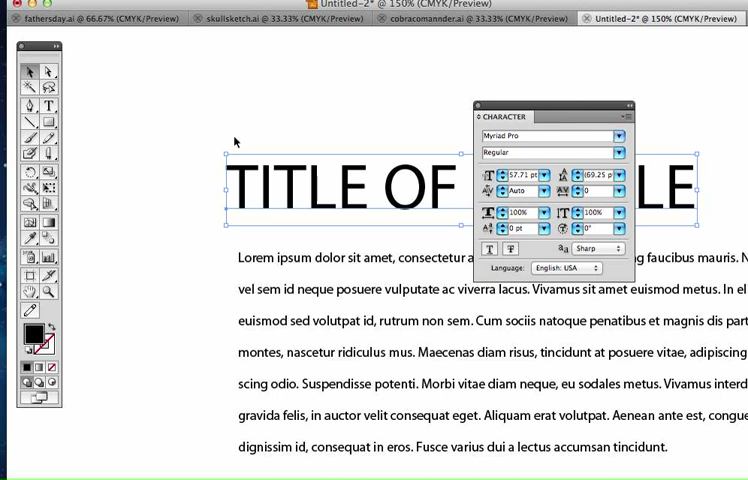 Untitled-2* @ 150% (CMYK/Preview)
fathersday.ai @ 66.67% (CMYK/Preview)
skullsketch.ai @ 33.33% (CMYK/Preview)
cobracomannder.ai @ 33.33% (CMYK/Preview)
Untitled-2* @ 150% (CMYK/Preview)
CHARACTER
Myriad Pro
Regular
57.71 pt
(69.25 p
Auto
0
100%
100%
0 pt
0°
Sharp
Language: English: USA
TITLE OF LE
Lorem ipsum dolor sit amet, consectetur a g faucibus mauris. N
vel sem id neque posuere vulputate ac viverra lacus. Vivamus sit amet euismod metus. In el
euismod sed volutpat id, rutrum non sem. Cum sociis natoque penatibus et magnis dis part
montes, nascetur ridiculus mus. Maecenas diam risus, tincidunt at posuere vitae, adipiscing
scing odio. Suspendisse potenti. Morbi vitae diam neque, eu sodales metus. Vivamus interd
gravida felis, in auctor velit consequat eget. Aliquam erat volutpat. Aenean ante est, congue
dignissim id, consequat in eros. Fusce varius dui a lectus accumsan tincidunt.